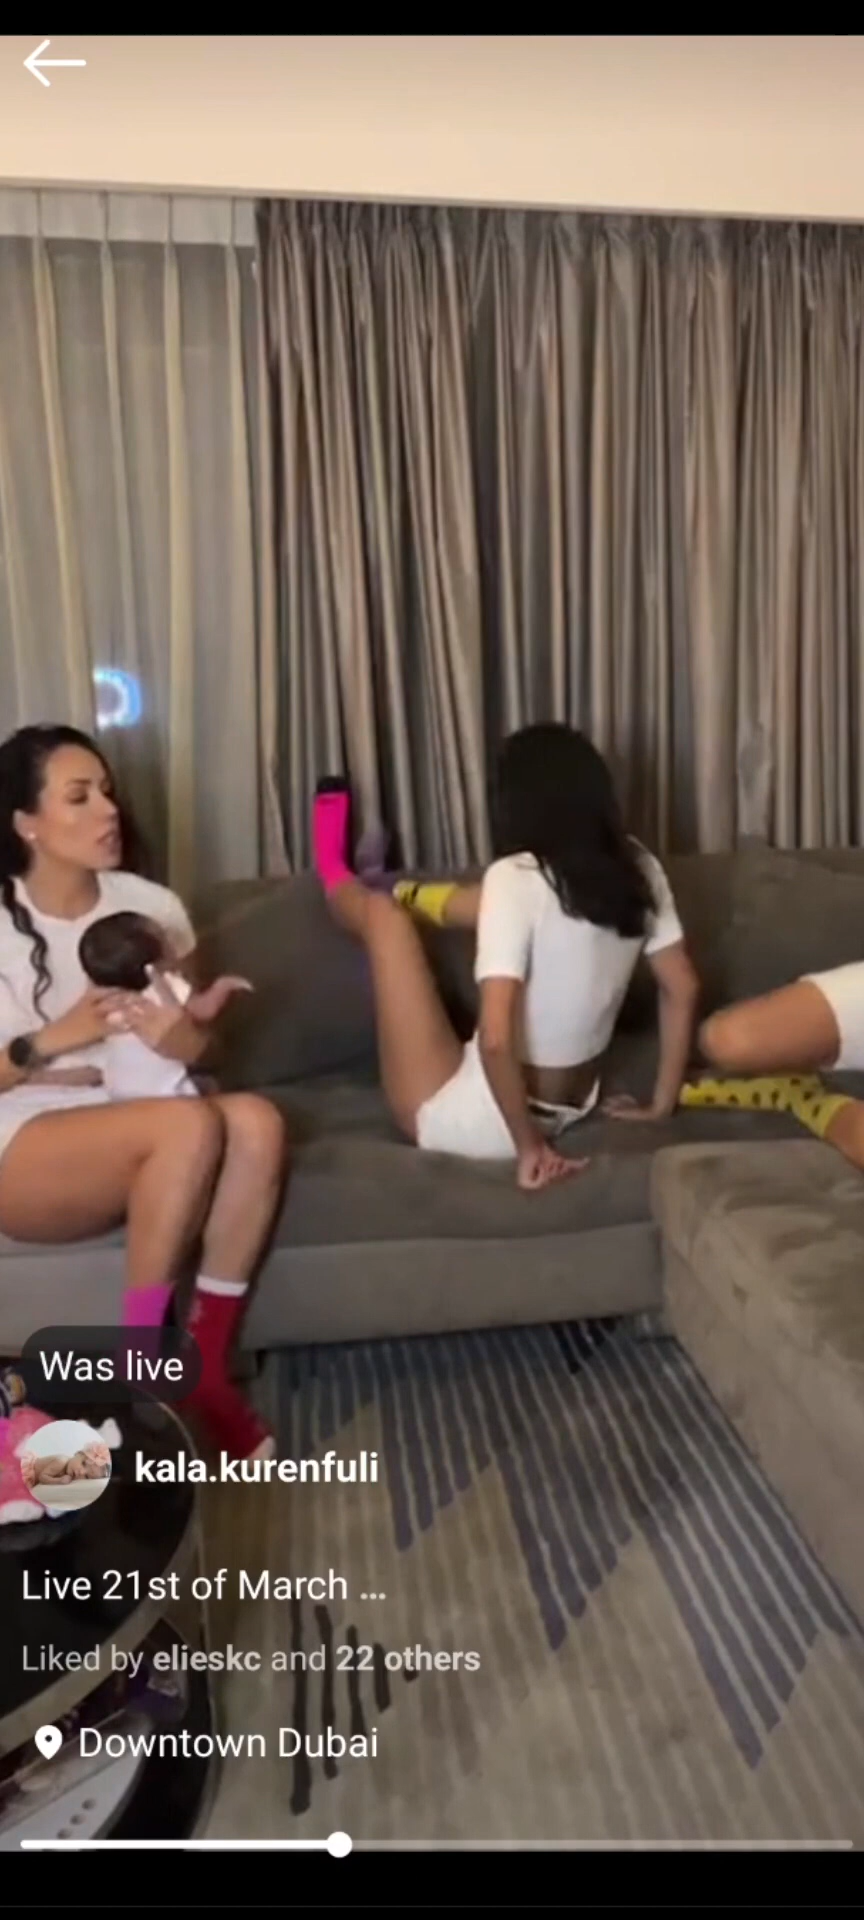 Was live
kala.kurenfuli
Live 21st of March ...
Liked by elieskc and 22 others
Downtown Dubai